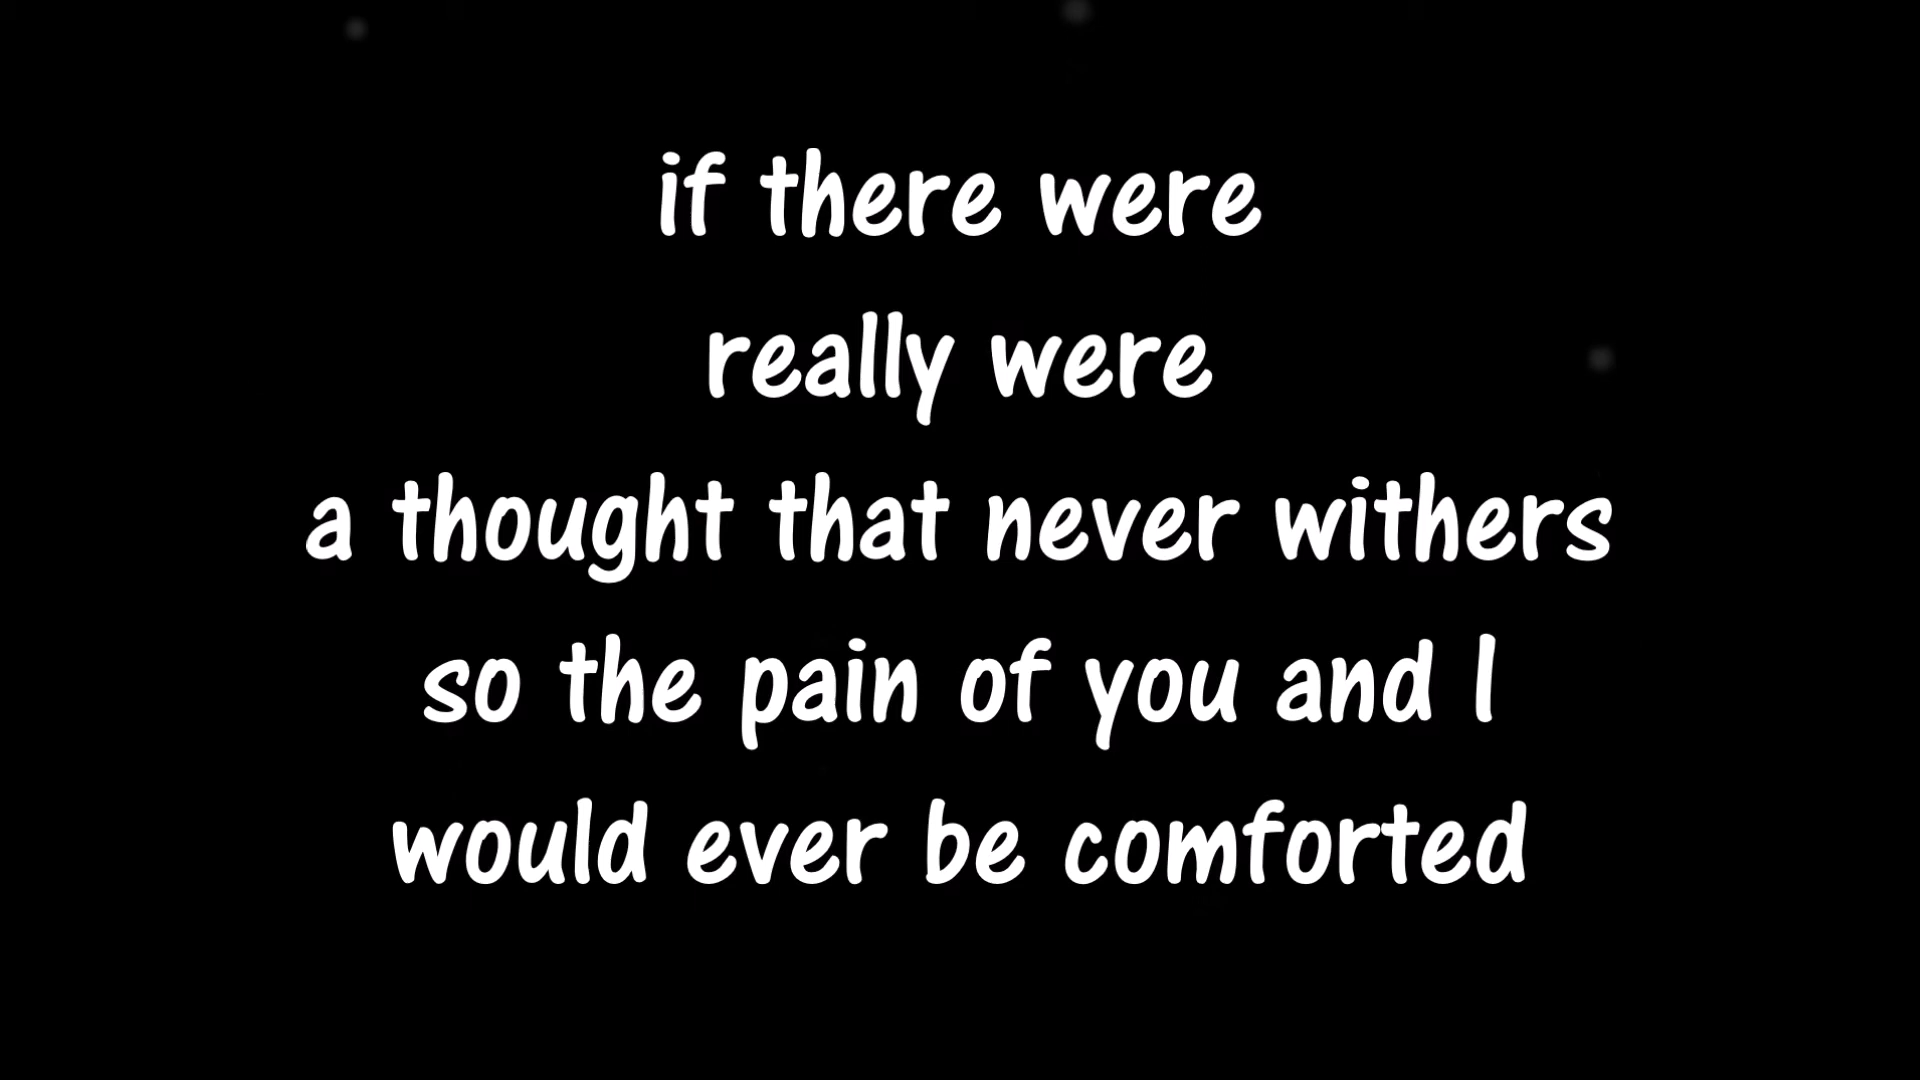 if there were
really were
a thought that never withers
so the pain of you and I
would ever be comforted